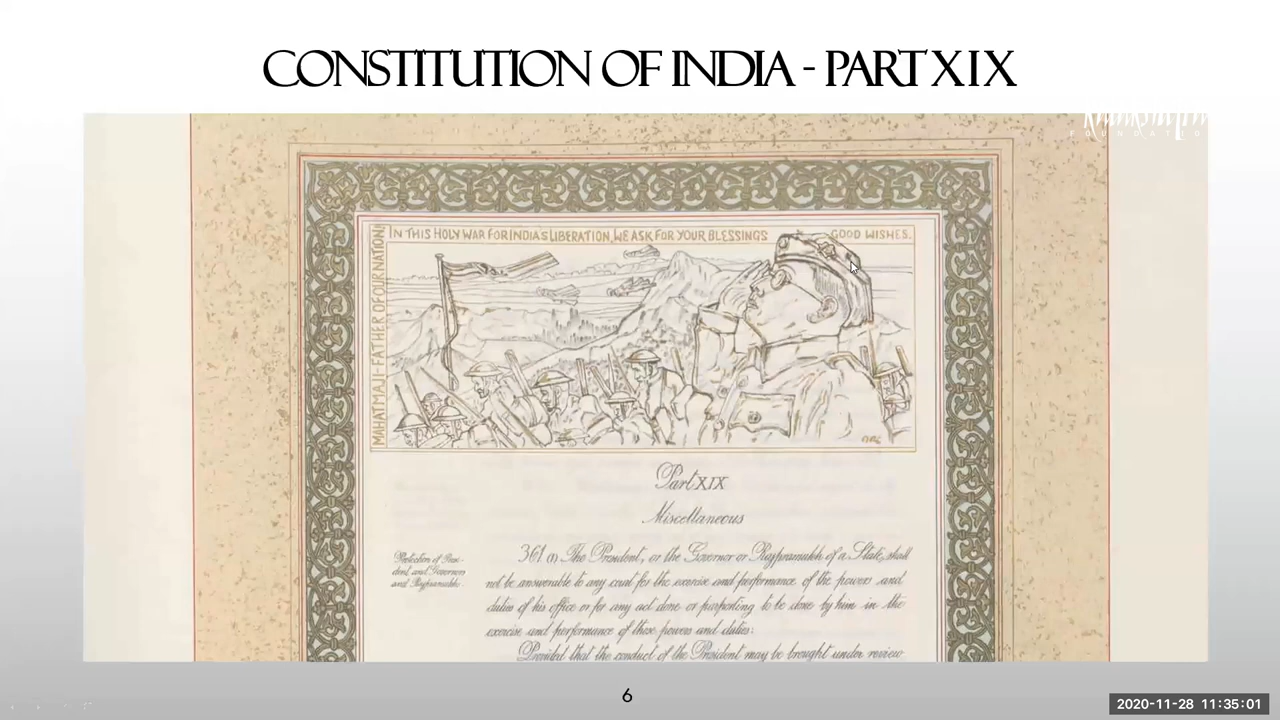 CONSTITUTION OF INDIA - PART XIX
FOUNDATIO
IN THIS HOLY WAR FOR INDIA'S LIBERATION, WE ASK FOR YOUR BLESSINGS GOOD WISHES.
MAHATMAJI-FATHER OF OUR NATION
Part XIX
Miscellaneous
Protection of Presi-
dent and Governors
and Rajpramukhs.
361 (1) The President, or the Governor or Rajpramukh of a State, shall
not be answerable to any court for the exercise and performance of the powers and
duties of his office or for any act done or purporting to be done by him in the
exercise and performance of those powers and duties:
Provided that the conduct of the President may be brought under review
6
2020-11-28 11:35:01